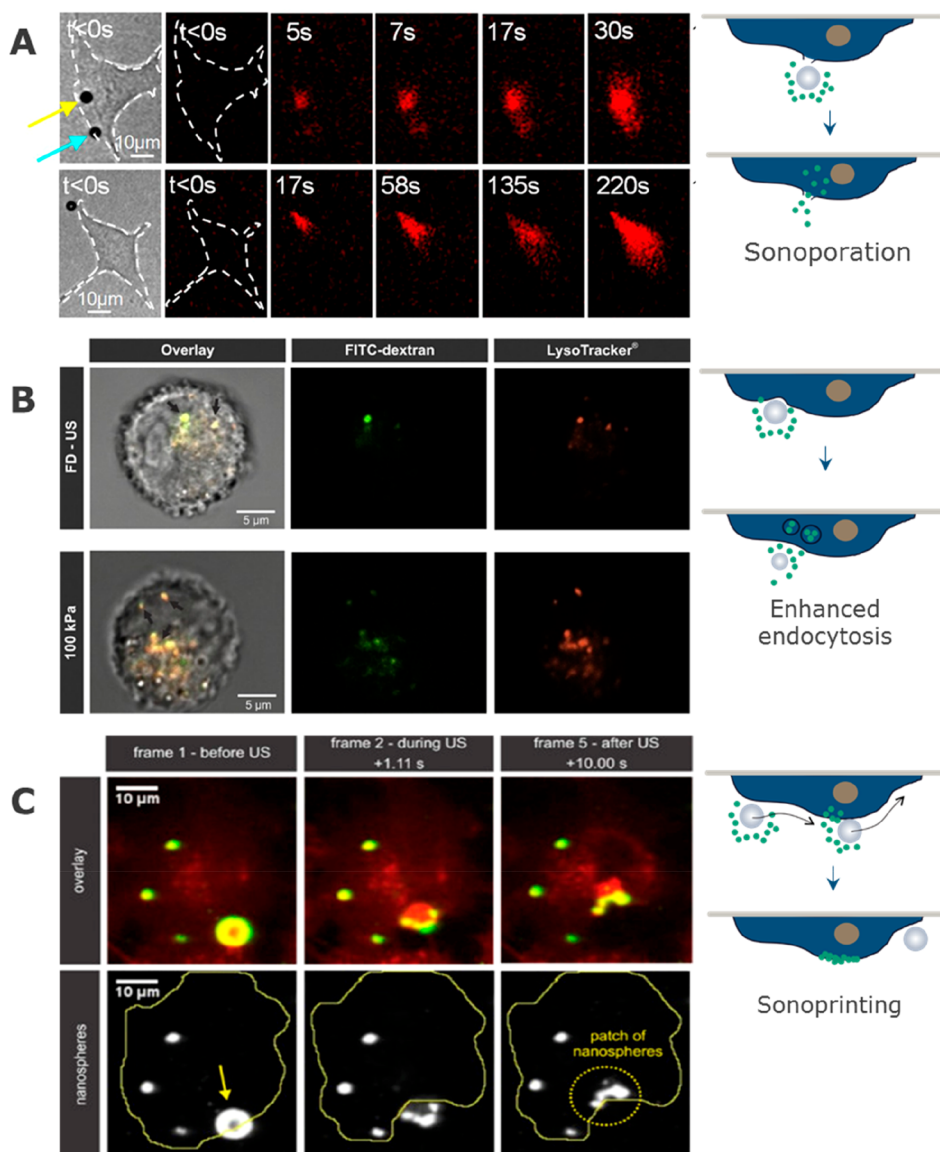 A
t<0s
t<0s
5s
7s
17s
30s
10µm
t<0s
t<0s
17s
58s
135s
220s
10µm
Sonoporation
B
Overlay
FITC-dextran
LysoTracker®
FD - US
5 µm
100 kPa
5 µm
Enhanced
endocytosis
C
frame 1 - before US
frame 2 - during US
+1.11 s
frame 5 - after US
+10.00 s
overlay
10 µm
nanospheres
10 µm
patch of
nanospheres
Sonoprinting